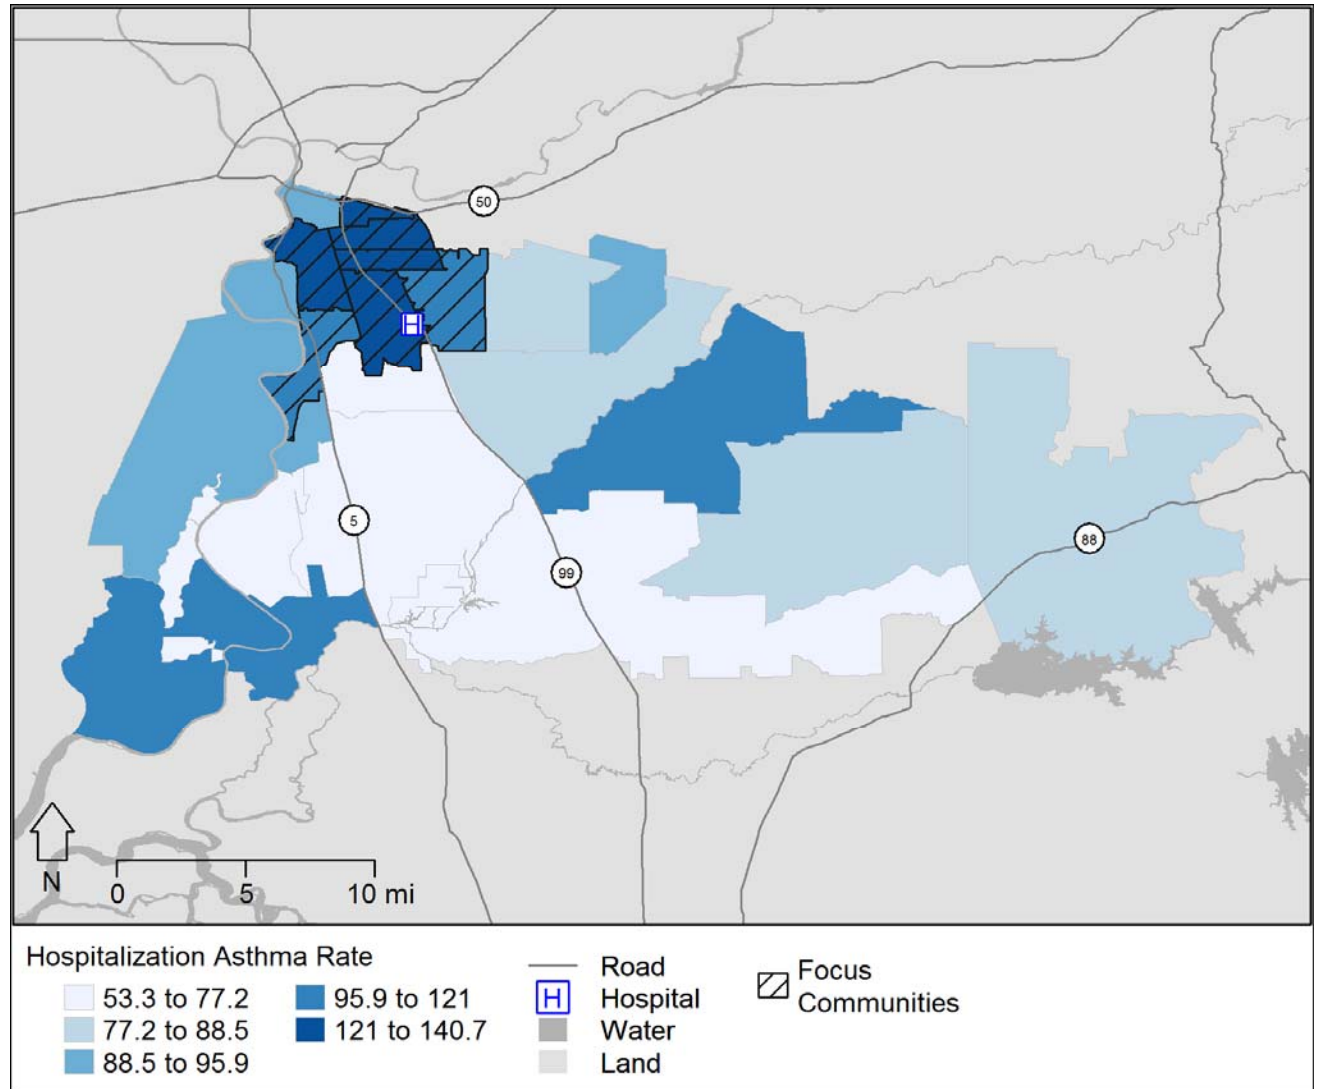 50
5
99
88
N
0 5 10 mi
Hospitalization Asthma Rate
53.3 to 77.2
77.2 to 88.5
88.5 to 95.9
95.9 to 121
121 to 140.7
Road
H Hospital
Water
Land
Focus
Communities
H